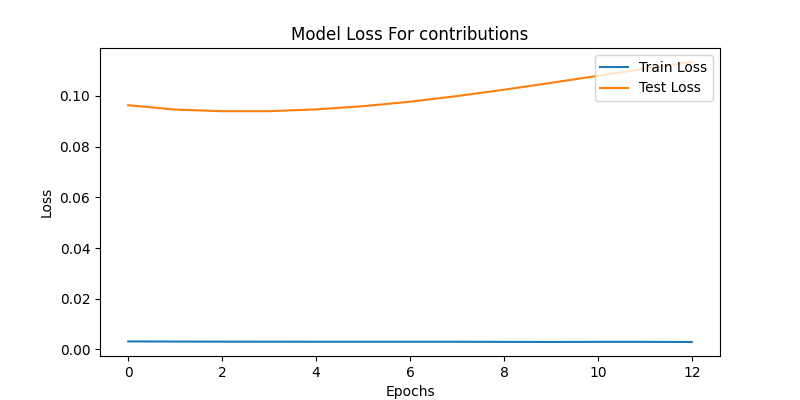 Model Loss For contributions
Train Loss
Test Loss
0.10
0.08
0.06
0.04
0.02
0.00
Loss
0 2 4 6 8 10 12
Epochs